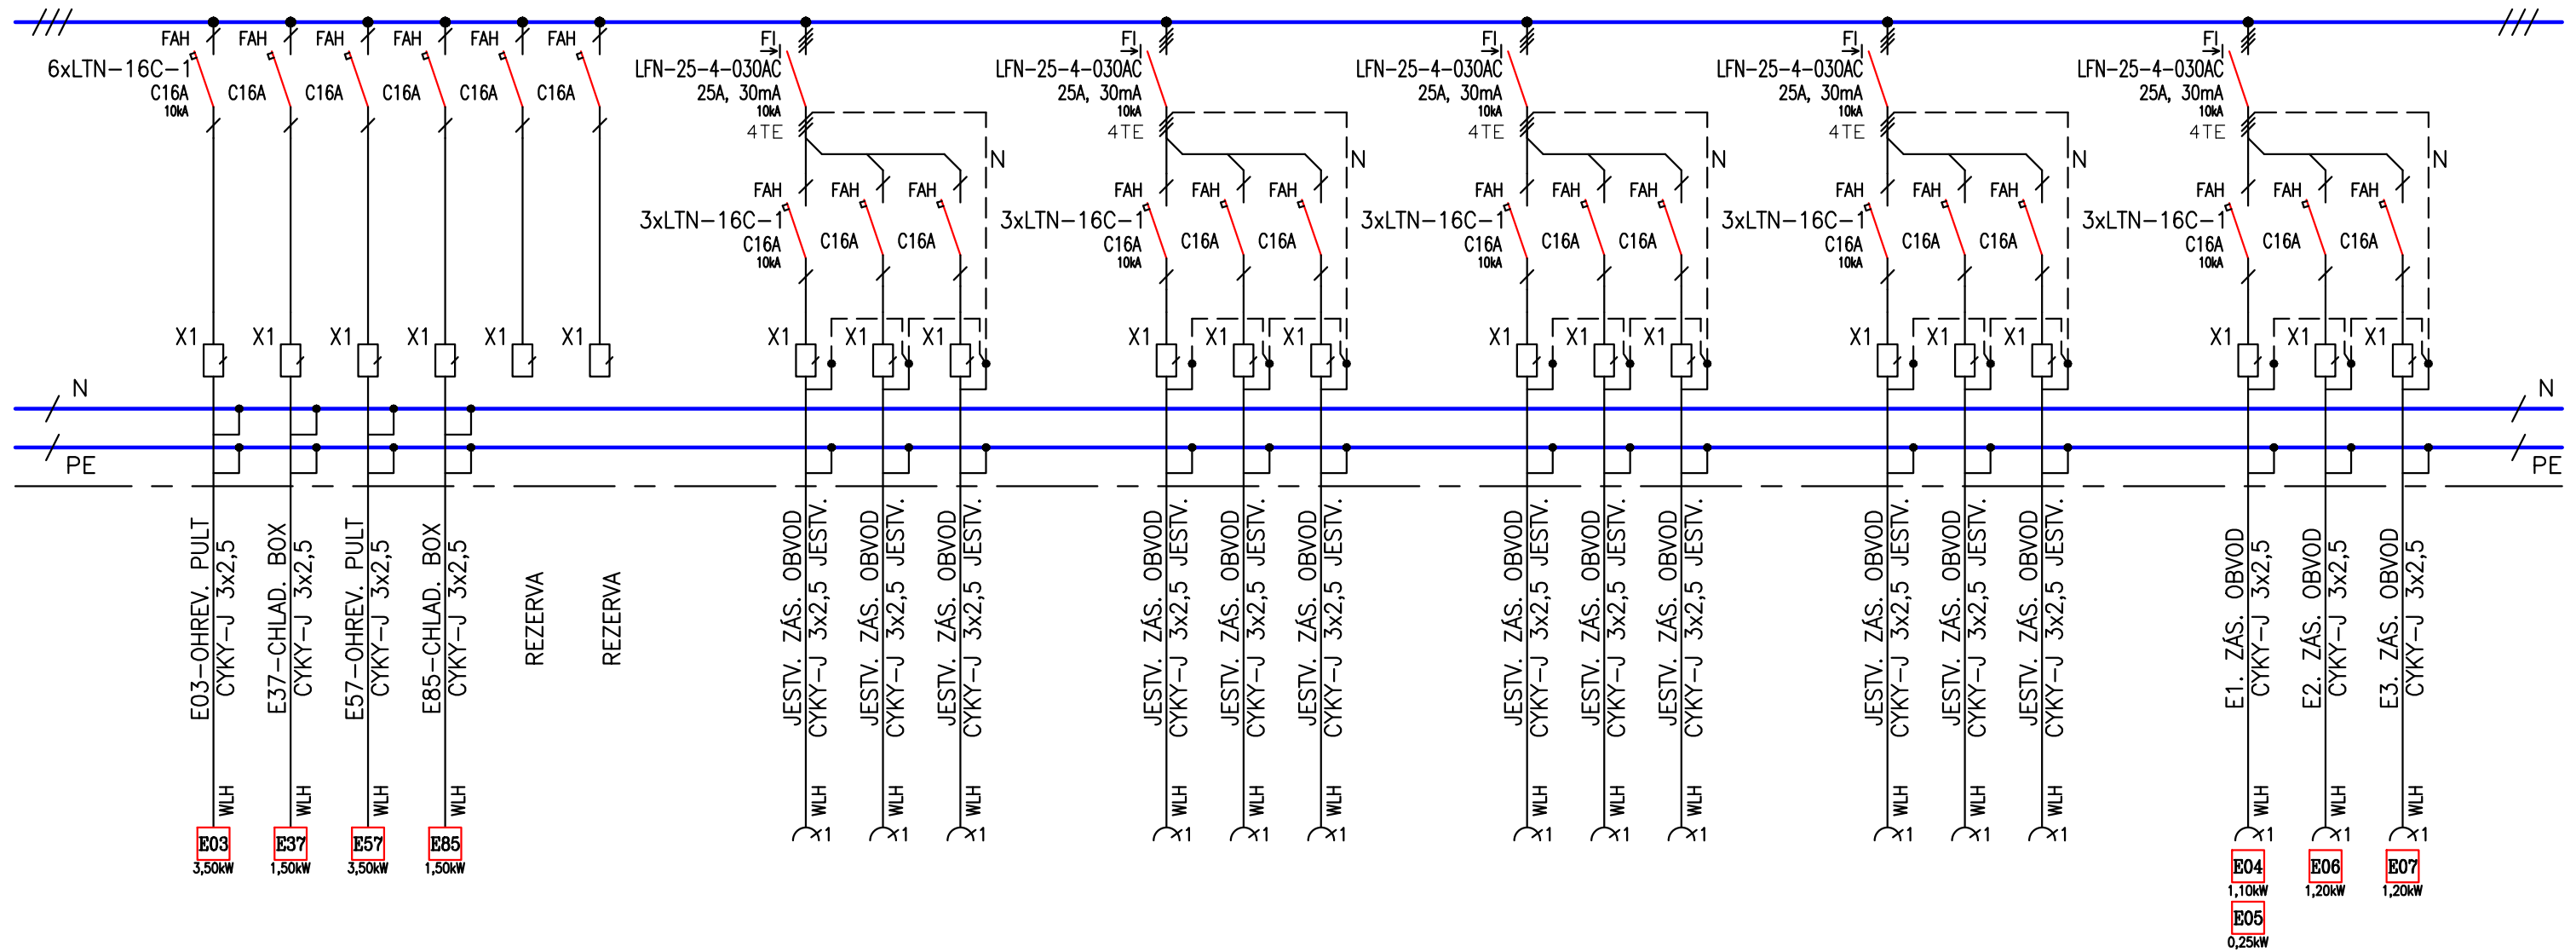 FAH FAH FAH FAH FAH FAH
6xLTN-16C-1
C16A C16A C16A C16A C16A C16A
10kA
FI FI FI FI FI
LFN-25-4-030AC LFN-25-4-030AC LFN-25-4-030AC LFN-25-4-030AC LFN-25-4-030AC
25A, 30mA 25A, 30mA 25A, 30mA 25A, 30mA 25A, 30mA
10kA 10kA 10kA 10kA 10kA
4TE 4TE 4TE 4TE 4TE
N N N N N
FAH FAH FAH FAH FAH FAH FAH FAH FAH FAH FAH FAH FAH FAH FAH
3xLTN-16C-1 3xLTN-16C-1 3xLTN-16C-1 3xLTN-16C-1 3xLTN-16C-1
C16A C16A C16A C16A C16A C16A C16A C16A C16A C16A C16A C16A C16A C16A C16A
10kA 10kA 10kA 10kA 10kA
X1 X1 X1 X1 X1 X1 X1 X1 X1 X1 X1 X1 X1 X1 X1 X1 X1 X1 X1 X1 X1
N N
PE PE
E03-OHREV. PULT
CYKY-J 3x2,5
E37-CHLAD. BOX
CYKY-J 3x2,5
E57-OHREV. PULT
CYKY-J 3x2,5
E85-CHLAD. BOX
CYKY-J 3x2,5
REZERVA
REZERVA
JESTV. ZÁS. OBVOD
CYKY-J 3x2,5 JESTV.
JESTV. ZÁS. OBVOD
CYKY-J 3x2,5 JESTV.
JESTV. ZÁS. OBVOD
CYKY-J 3x2,5 JESTV.
JESTV. ZÁS. OBVOD
CYKY-J 3x2,5 JESTV.
JESTV. ZÁS. OBVOD
CYKY-J 3x2,5 JESTV.
JESTV. ZÁS. OBVOD
CYKY-J 3x2,5 JESTV.
JESTV. ZÁS. OBVOD
CYKY-J 3x2,5 JESTV.
JESTV. ZÁS. OBVOD
CYKY-J 3x2,5 JESTV.
JESTV. ZÁS. OBVOD
CYKY-J 3x2,5 JESTV.
JESTV. ZÁS. OBVOD
CYKY-J 3x2,5 JESTV.
JESTV. ZÁS. OBVOD
CYKY-J 3x2,5 JESTV.
JESTV. ZÁS. OBVOD
CYKY-J 3x2,5 JESTV.
E1. ZÁS. OBVOD
CYKY-J 3x2,5
E2. ZÁS. OBVOD
CYKY-J 3x2,5
E3. ZÁS. OBVOD
CYKY-J 3x2,5
WLH WLH WLH WLH WLH WLH WLH WLH WLH WLH WLH WLH WLH WLH WLH WLH WLH WLH WLH
1 1 1 1 1 1 1 1 1 1 1 1 1 1 1
E03 E37 E57 E85
3,50kW 1,50kW 3,50kW 1,50kW
E04 E06 E07
1,10kW 1,20kW 1,20kW
E05
0,25kW